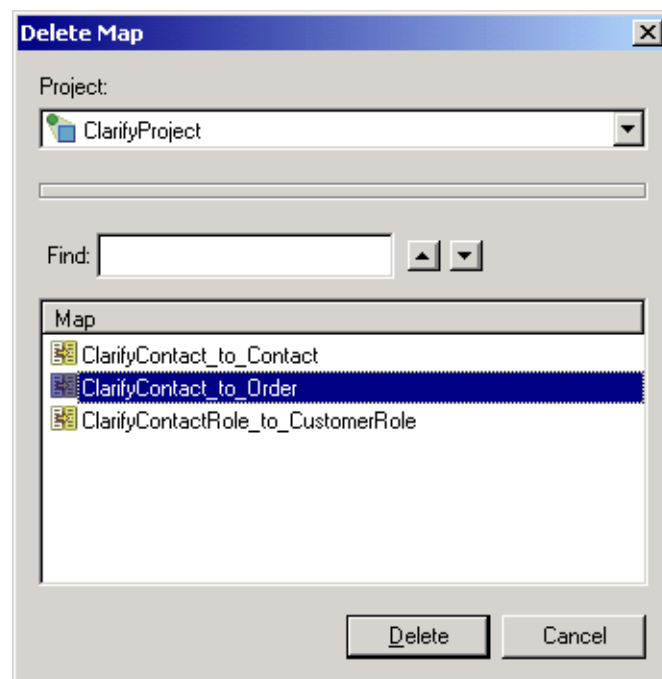 Delete Map
Project:
ClarifyProject
Find:
Map
ClarifyContact_to_Contact
ClarifyContact_to_Order
ClarifyContactRole_to_CustomerRole
Delete Cancel